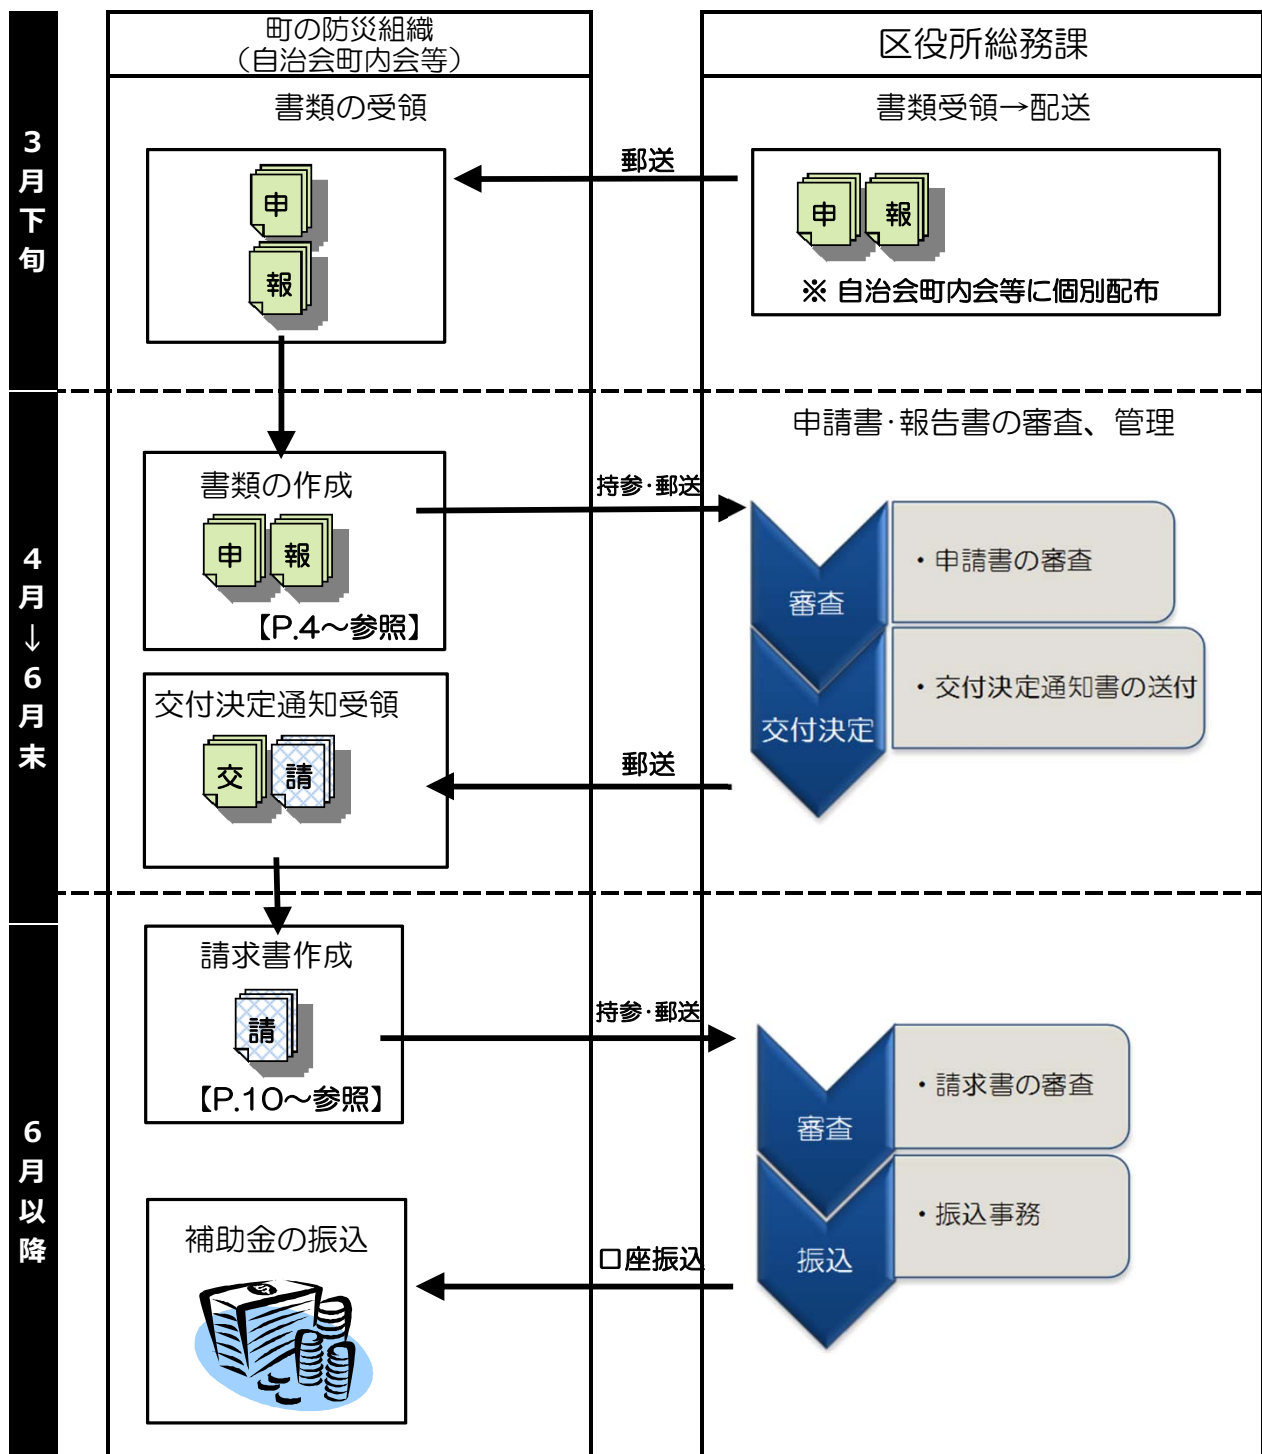 町の防災組織
（自治会町内会等）
区役所総務課
3月下旬
書類の受領
書類受領→配送
郵送
申
報
申
報
※ 自治会町内会等に個別配布
4月→6月末
申請書･報告書の審査、管理
書類の作成
持参･郵送
申
報
【P.4～参照】
審査
・申請書の審査
交付決定
・交付決定通知書の送付
交付決定通知受領
郵送
交
請
6月以降
請求書作成
持参･郵送
請
【P.10～参照】
審査
・請求書の審査
振込
・振込事務
補助金の振込
口座振込